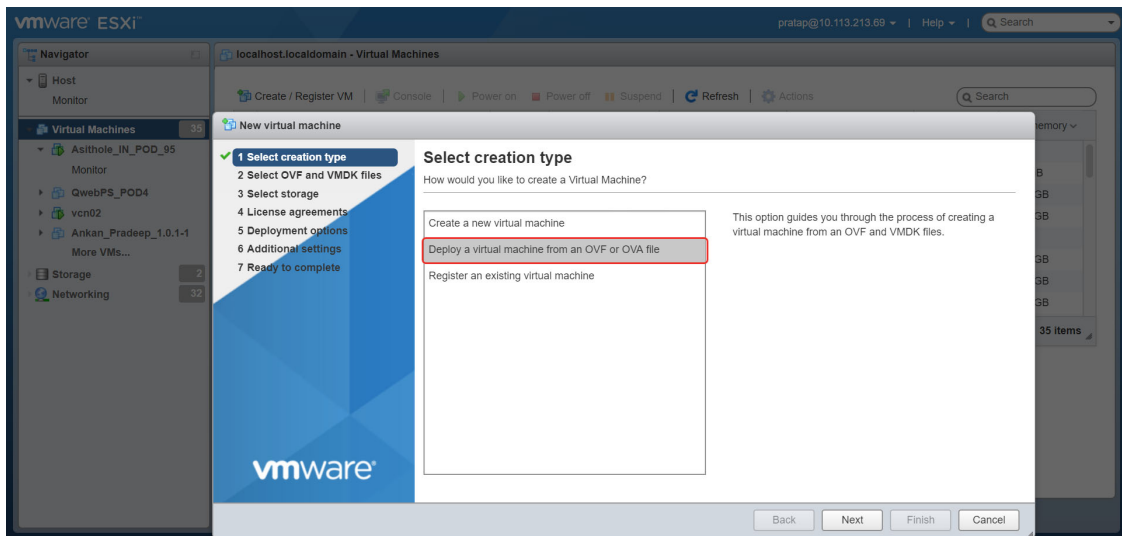 vmware ESXi™
pratap@10.113.213.69 | Help | Search
Navigator
localhost.localdomain - Virtual Machines
Host
Monitor
Create / Register VM | Console | Power on Power off Suspend | Refresh | Actions
Search
Virtual Machines 35
Asithole_IN_POD_95
Monitor
QwebPS_POD4
vcn02
Ankan_Pradeep_1.0.1-1
More VMs...
Storage 2
Networking 32
New virtual machine
1 Select creation type
2 Select OVF and VMDK files
3 Select storage
4 License agreements
5 Deployment options
6 Additional settings
7 Ready to complete
vmware®
Select creation type
How would you like to create a Virtual Machine?
Create a new virtual machine
Deploy a virtual machine from an OVF or OVA file
Register an existing virtual machine
This option guides you through the process of creating a
virtual machine from an OVF and VMDK files.
Back Next Finish Cancel
emory
B
GB
GB
GB
GB
GB
35 items